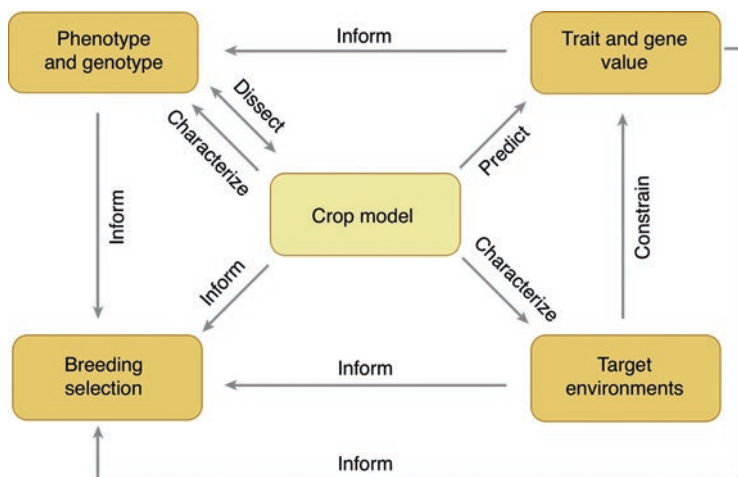 Phenotype
and genotype
Inform
Trait and gene
value
Dissect
Characterize
Predict
Crop model
Inform
Constrain
Inform
Characterize
Breeding
selection
Inform
Target
environments
Inform